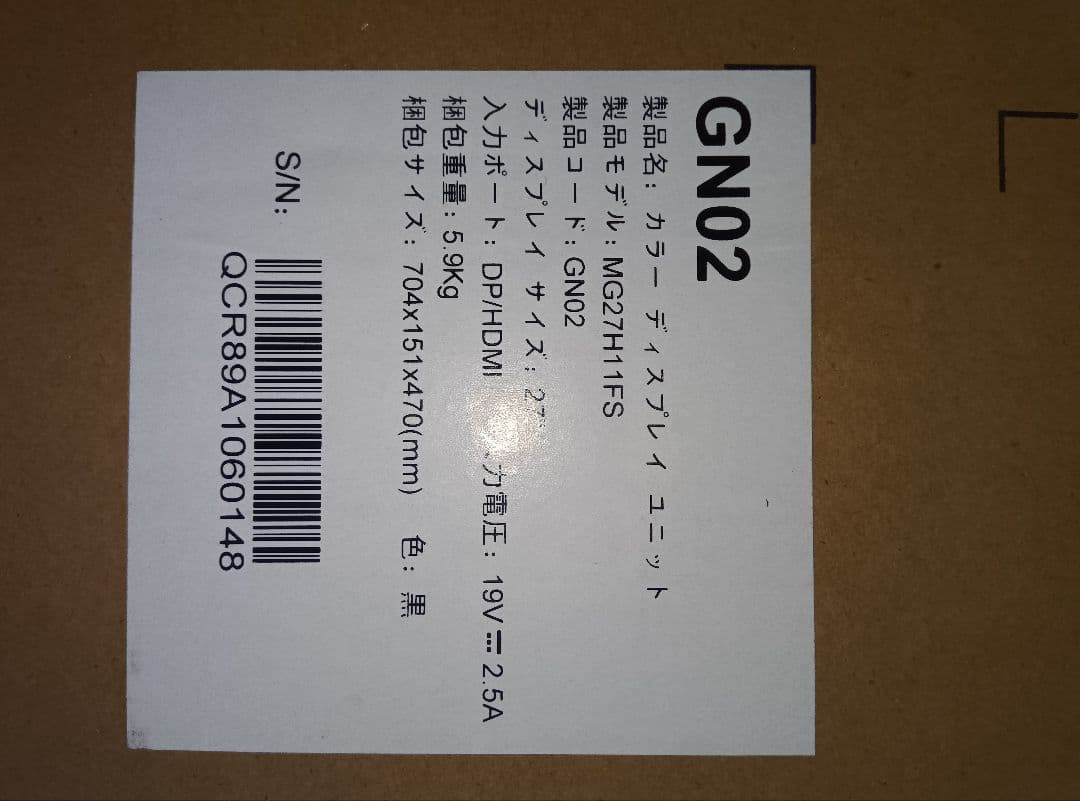 GN02
製品名: カラー ディスプレイ ユニット
製品モデル: MG27H11FS
製品コード: GN02
ディスプレイ サイズ:
入力ポート: DP/HDMI 19V⎓2.5A
梱包重量: 5.9Kg
梱包サイズ: 704x151x470(mm) 色: 黒
S/N:
QCR89A1060148